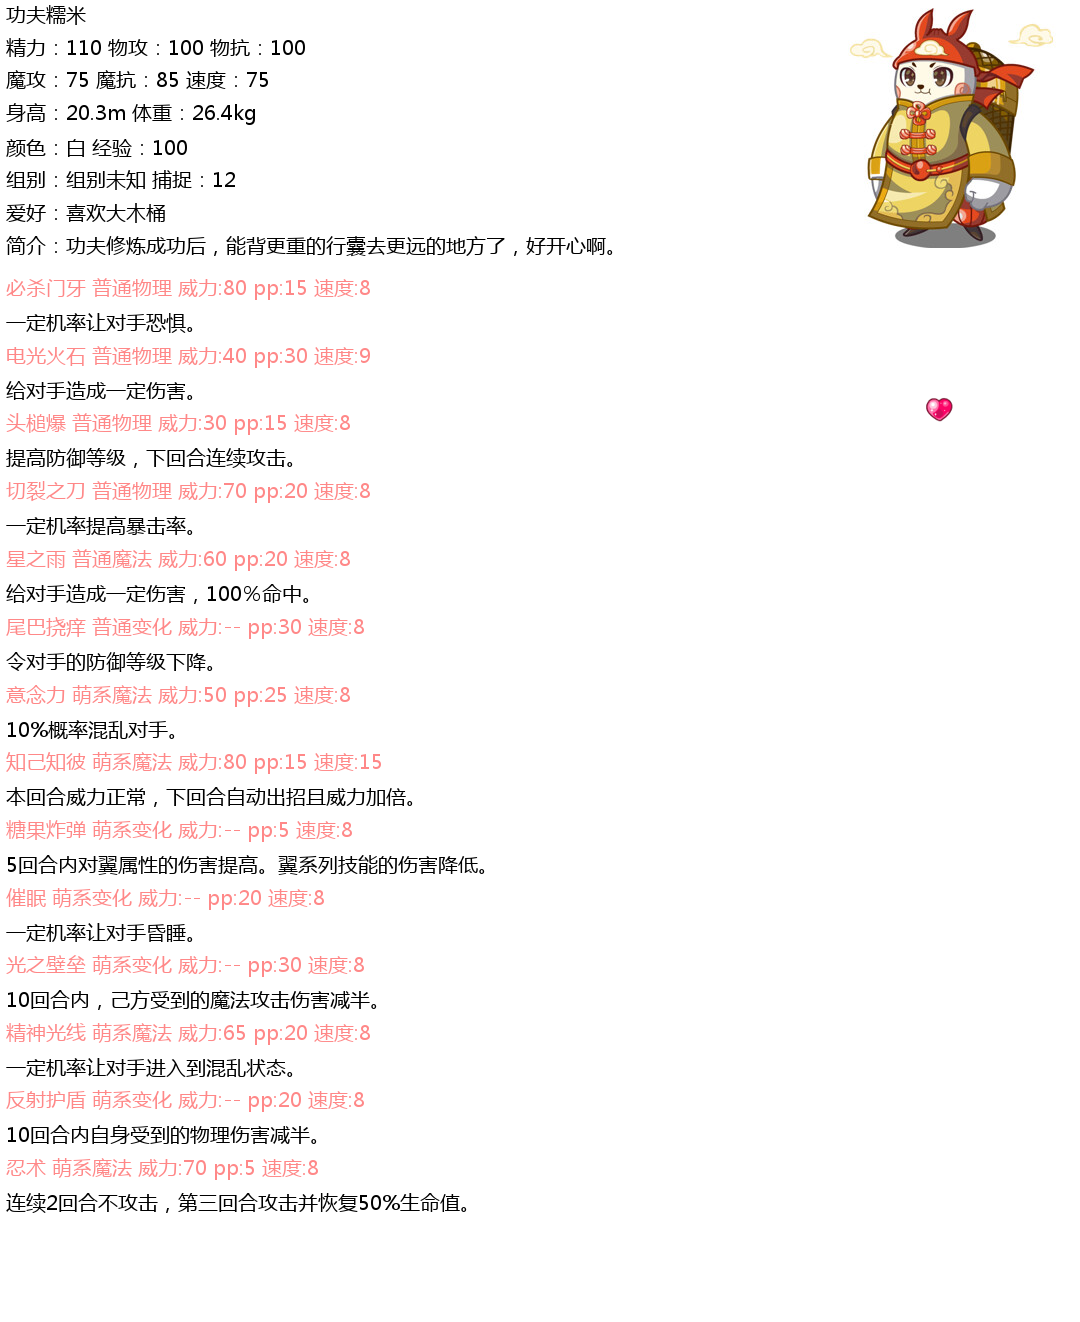 功夫糯米
精力：110 物攻：100 物抗：100
魔攻：75 魔抗：85 速度：75
身高：20.3m 体重：26.4kg
颜色：白 经验：100
组别：组别未知 捕捉：12
爱好：喜欢大木桶
简介：功夫修炼成功后，能背更重的行囊去更远的地方了，好开心啊。
必杀门牙 普通物理 威力:80 pp:15 速度:8
一定机率让对手恐惧。
电光火石 普通物理 威力:40 pp:30 速度:9
给对手造成一定伤害。
头槌爆 普通物理 威力:30 pp:15 速度:8
提高防御等级，下回合连续攻击。
切裂之刀 普通物理 威力:70 pp:20 速度:8
一定机率提高暴击率。
星之雨 普通魔法 威力:60 pp:20 速度:8
给对手造成一定伤害，100%命中。
尾巴挠痒 普通变化 威力:-- pp:30 速度:8
令对手的防御等级下降。
意念力 萌系魔法 威力:50 pp:25 速度:8
10%概率混乱对手。
知己知彼 萌系魔法 威力:80 pp:15 速度:15
本回合威力正常，下回合自动出招且威力加倍。
糖果炸弹 萌系变化 威力:-- pp:5 速度:8
5回合内对翼属性的伤害提高。翼系列技能的伤害降低。
催眠 萌系变化 威力:-- pp:20 速度:8
一定机率让对手昏睡。
光之壁垒 萌系变化 威力:-- pp:30 速度:8
10回合内，己方受到的魔法攻击伤害减半。
精神光线 萌系魔法 威力:65 pp:20 速度:8
一定机率让对手进入到混乱状态。
反射护盾 萌系变化 威力:-- pp:20 速度:8
10回合内自身受到的物理伤害减半。
忍术 萌系魔法 威力:70 pp:5 速度:8
连续2回合不攻击，第三回合攻击并恢复50%生命值。